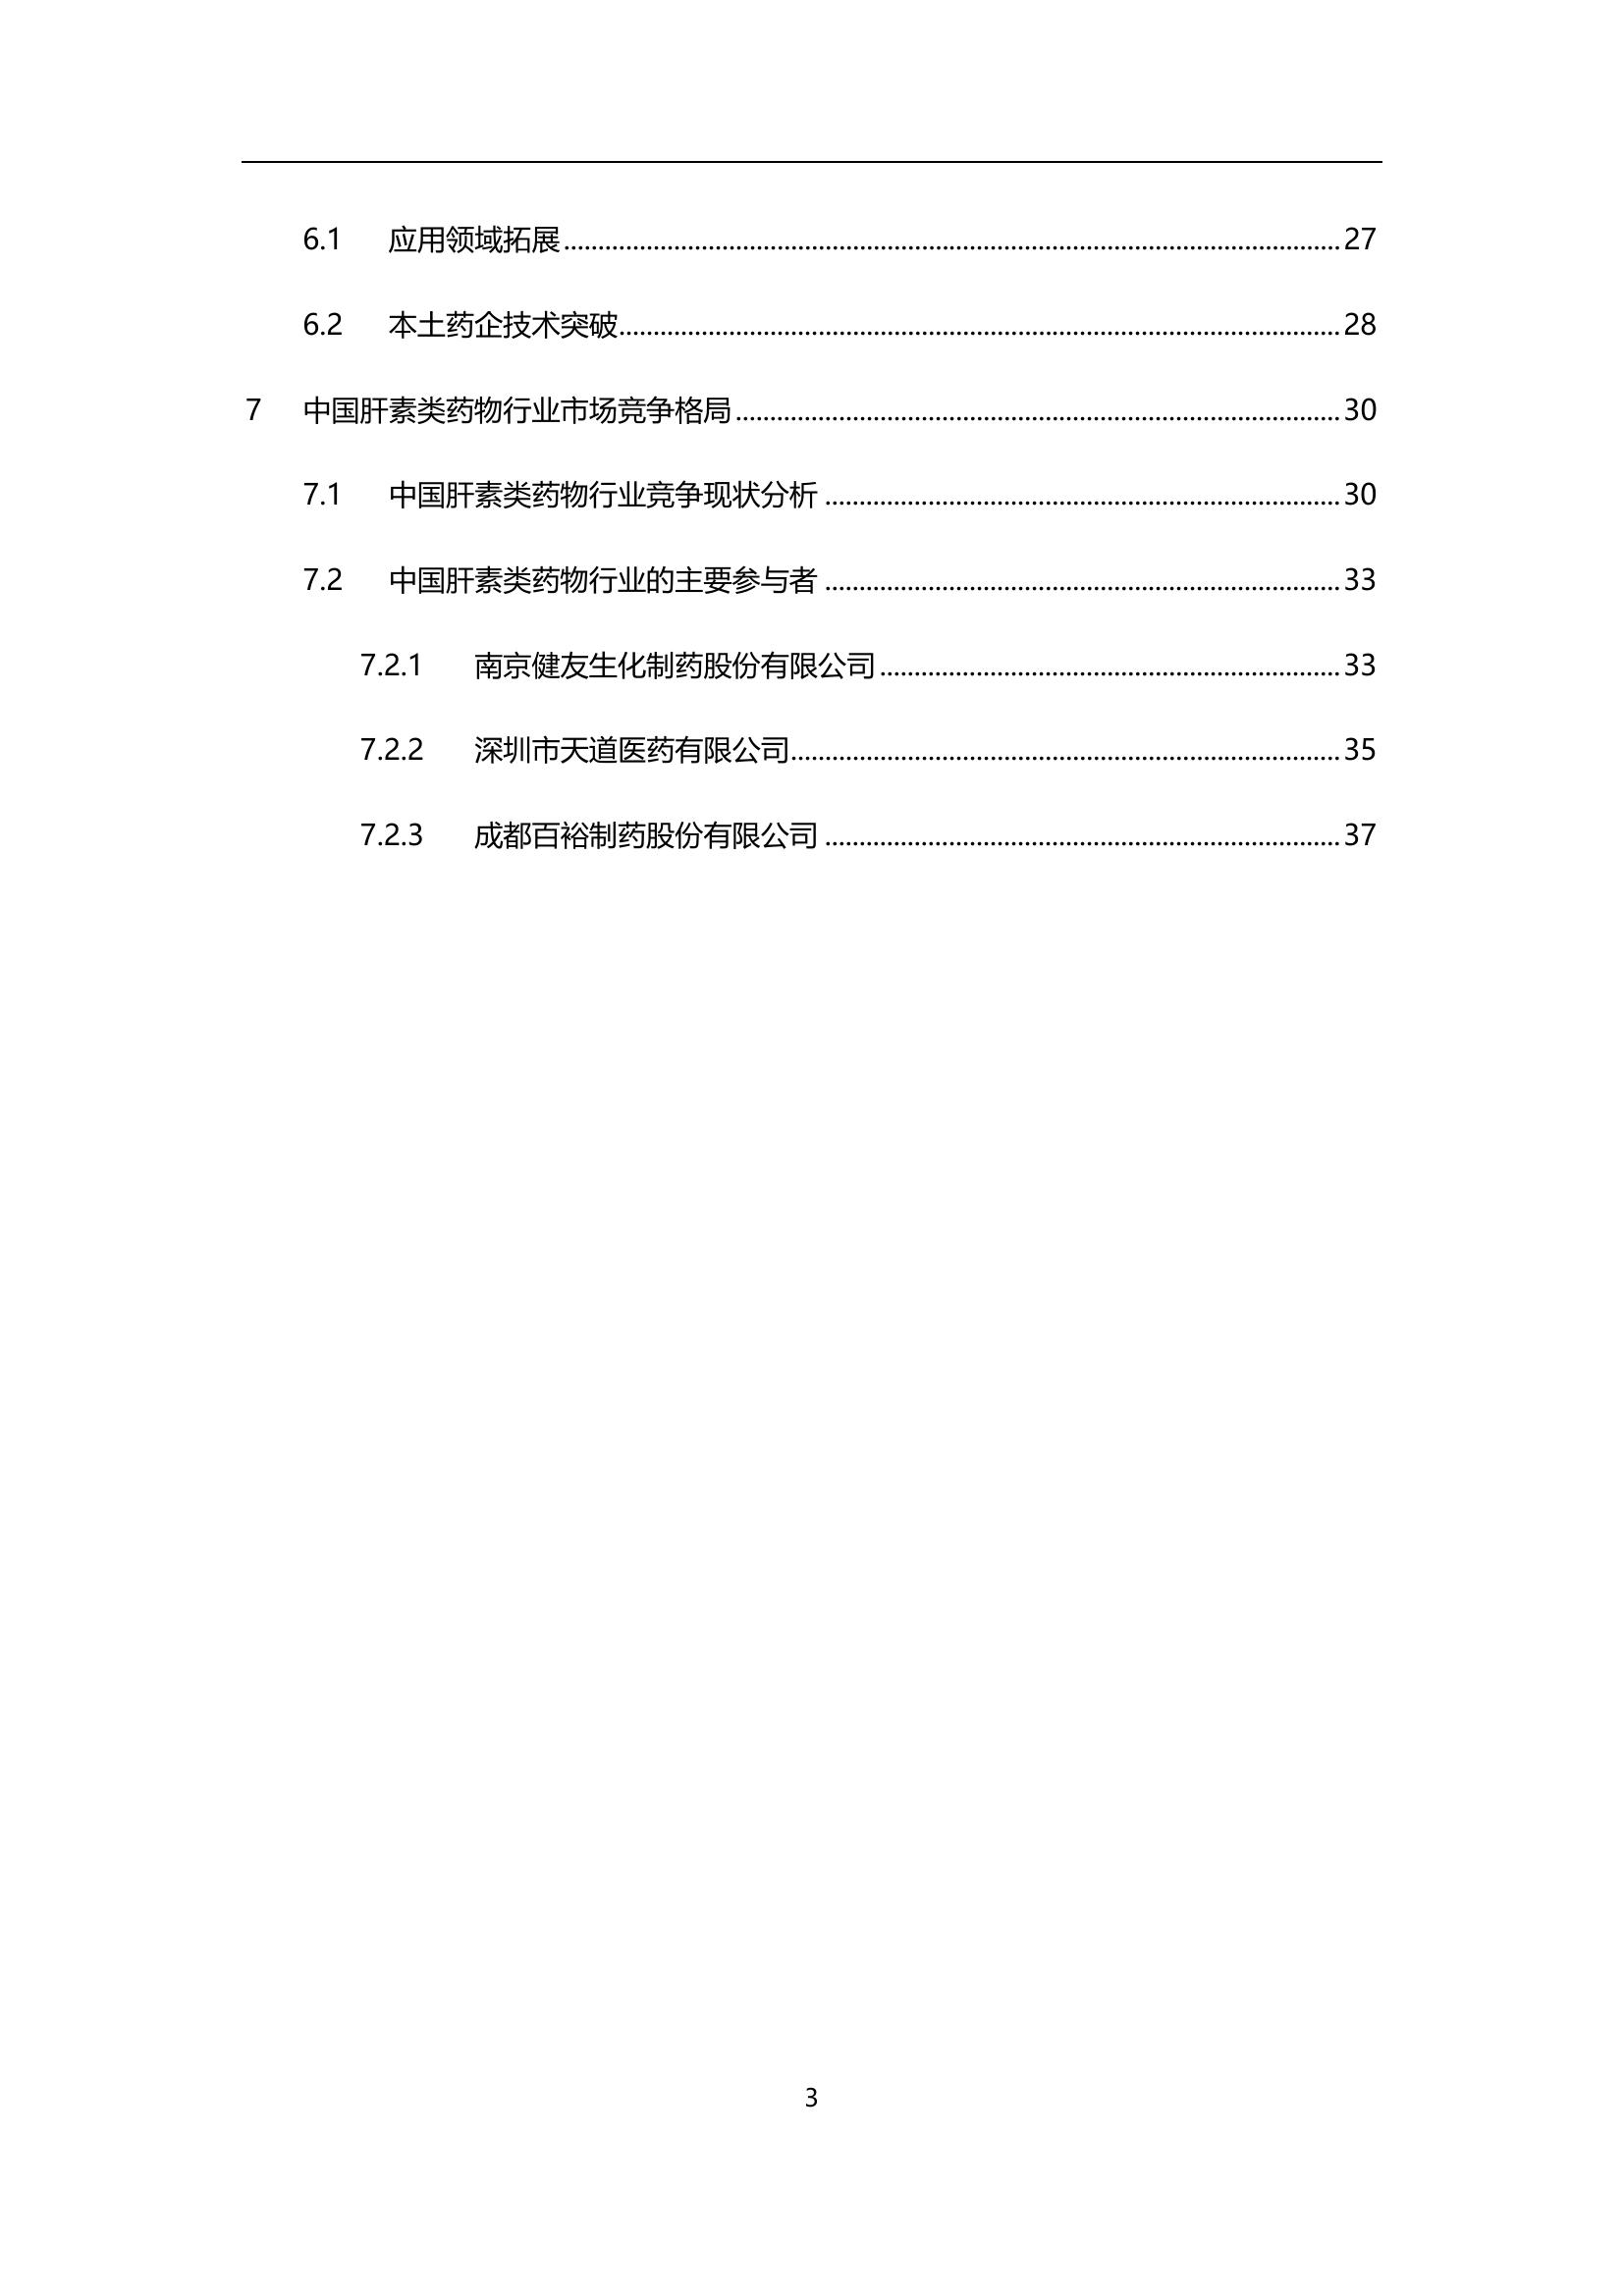 6.1 应用领域拓展 27
6.2 本土药企技术突破 28
7 中国肝素类药物行业市场竞争格局 30
7.1 中国肝素类药物行业竞争现状分析 30
7.2 中国肝素类药物行业的主要参与者 33
7.2.1 南京健友生化制药股份有限公司 33
7.2.2 深圳市天道医药有限公司 35
7.2.3 成都百裕制药股份有限公司 37
3